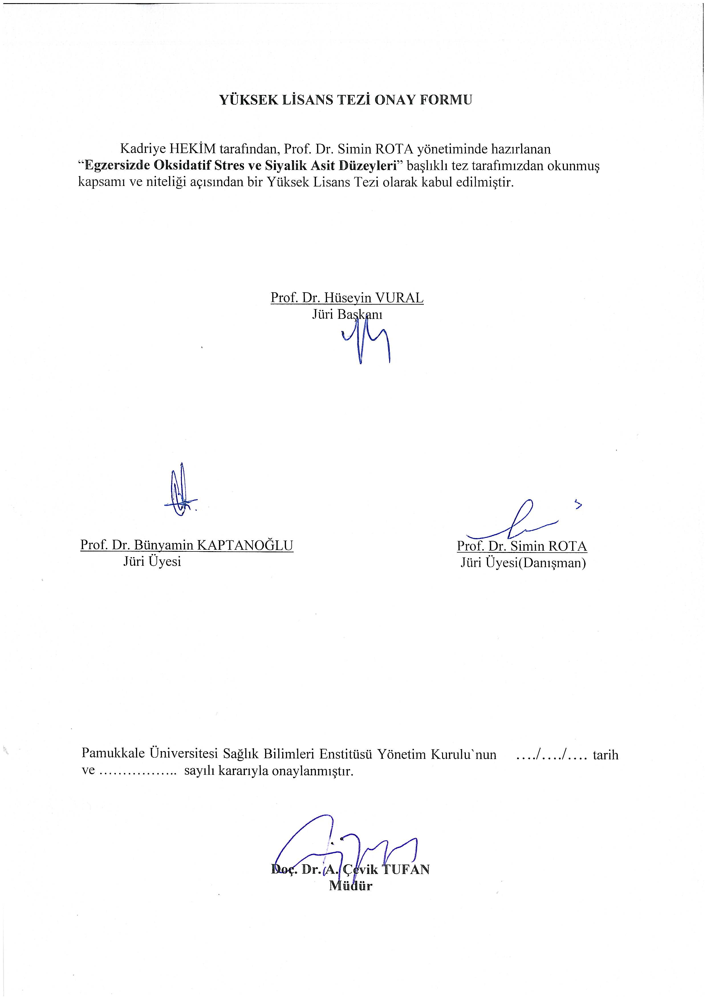 YÜKSEK LİSANS TEZİ ONAY FORMU
Kadriye HEKİM tarafından, Prof. Dr. Simin ROTA yönetiminde hazırlanan
“Egzersizde Oksidatif Stres ve Siyalik Asit Düzeyleri” başlıklı tez tarafımızdan okunmuş
kapsamı ve niteliği açısından bir Yüksek Lisans Tezi olarak kabul edilmiştir.
Prof. Dr. Hüseyin VURAL
Jüri Başkanı
Prof. Dr. Bünyamin KAPTANOĞLU
Jüri Üyesi
Prof. Dr. Simin ROTA
Jüri Üyesi(Danışman)
Pamukkale Üniversitesi Sağlık Bilimleri Enstitüsü Yönetim Kurulu`nun …./…./…. tarih
ve …………….. sayılı kararıyla onaylanmıştır.
Doç. Dr. A. Çevik TUFAN
Müdür